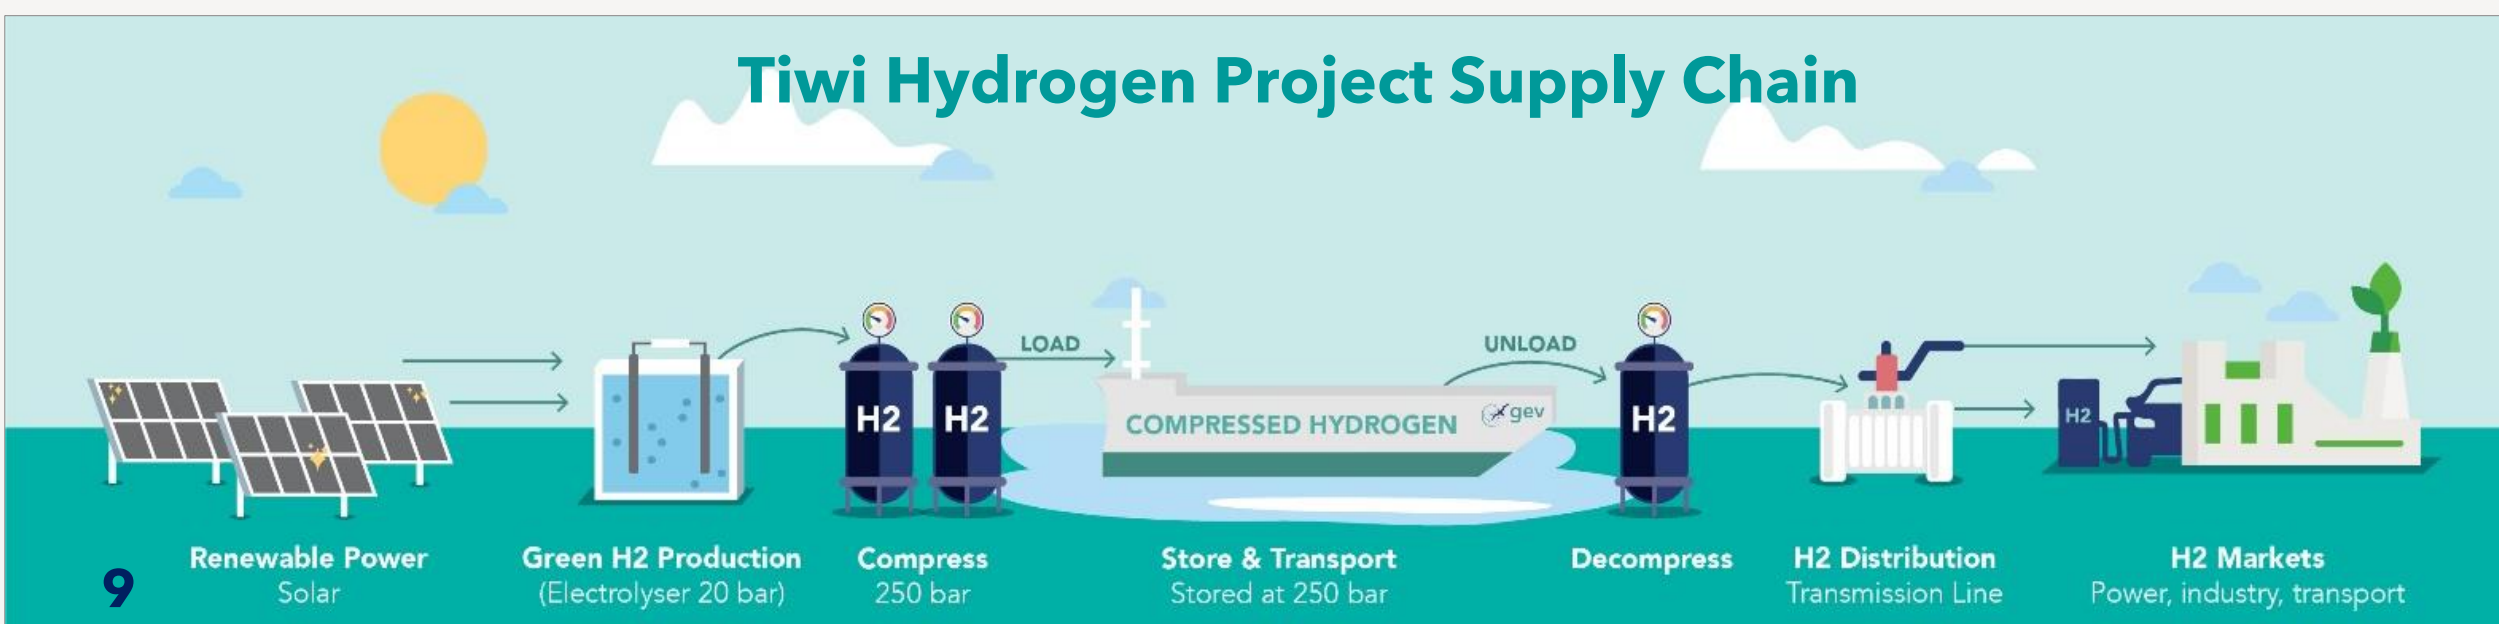 Tiwi Hydrogen Project Supply Chain
LOAD
UNLOAD
H2
H2
COMPRESSED HYDROGEN
gev
H2
H2
Renewable Power
Solar
Green H2 Production
(Electrolyser 20 bar)
Compress
250 bar
Store & Transport
Stored at 250 bar
Decompress
H2 Distribution
Transmission Line
H2 Markets
Power, industry, transport
9